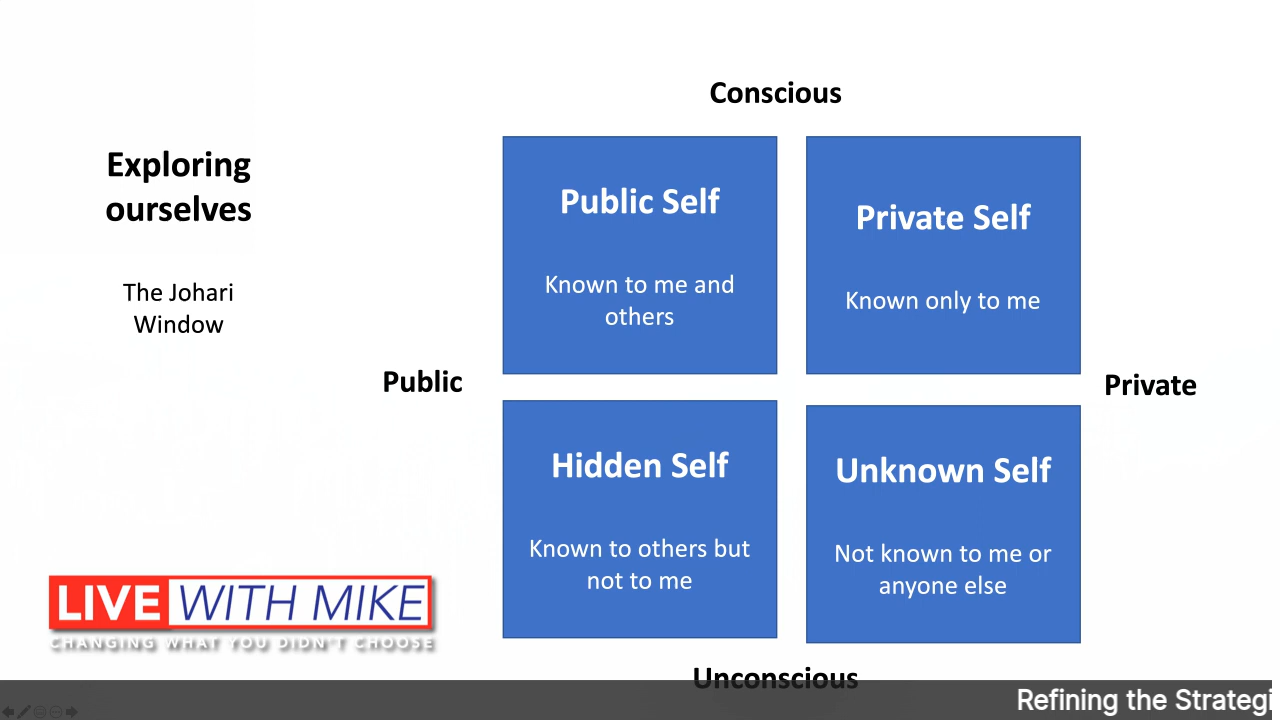 Conscious
Exploring
ourselves
The Johari
Window
Public Self
Known to me and
others
Private Self
Known only to me
Public
Private
Hidden Self
Known to others but
not to me
Unknown Self
Not known to me or
anyone else
LIVE WITH MIKE
CHANGING WHAT YOU DIDN'T CHOOSE
Unconscious
Refining the Strategi